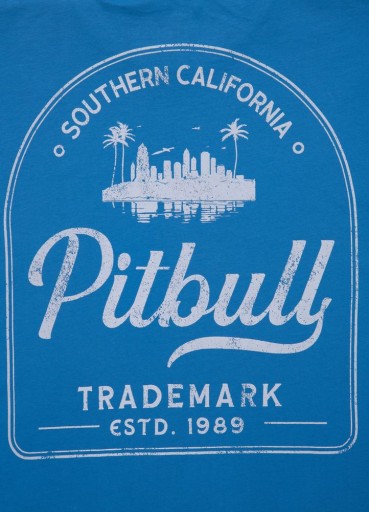 SOUTHERN CALIFORNIA
Pitbull
TRADEMARK
ESTD. 1989